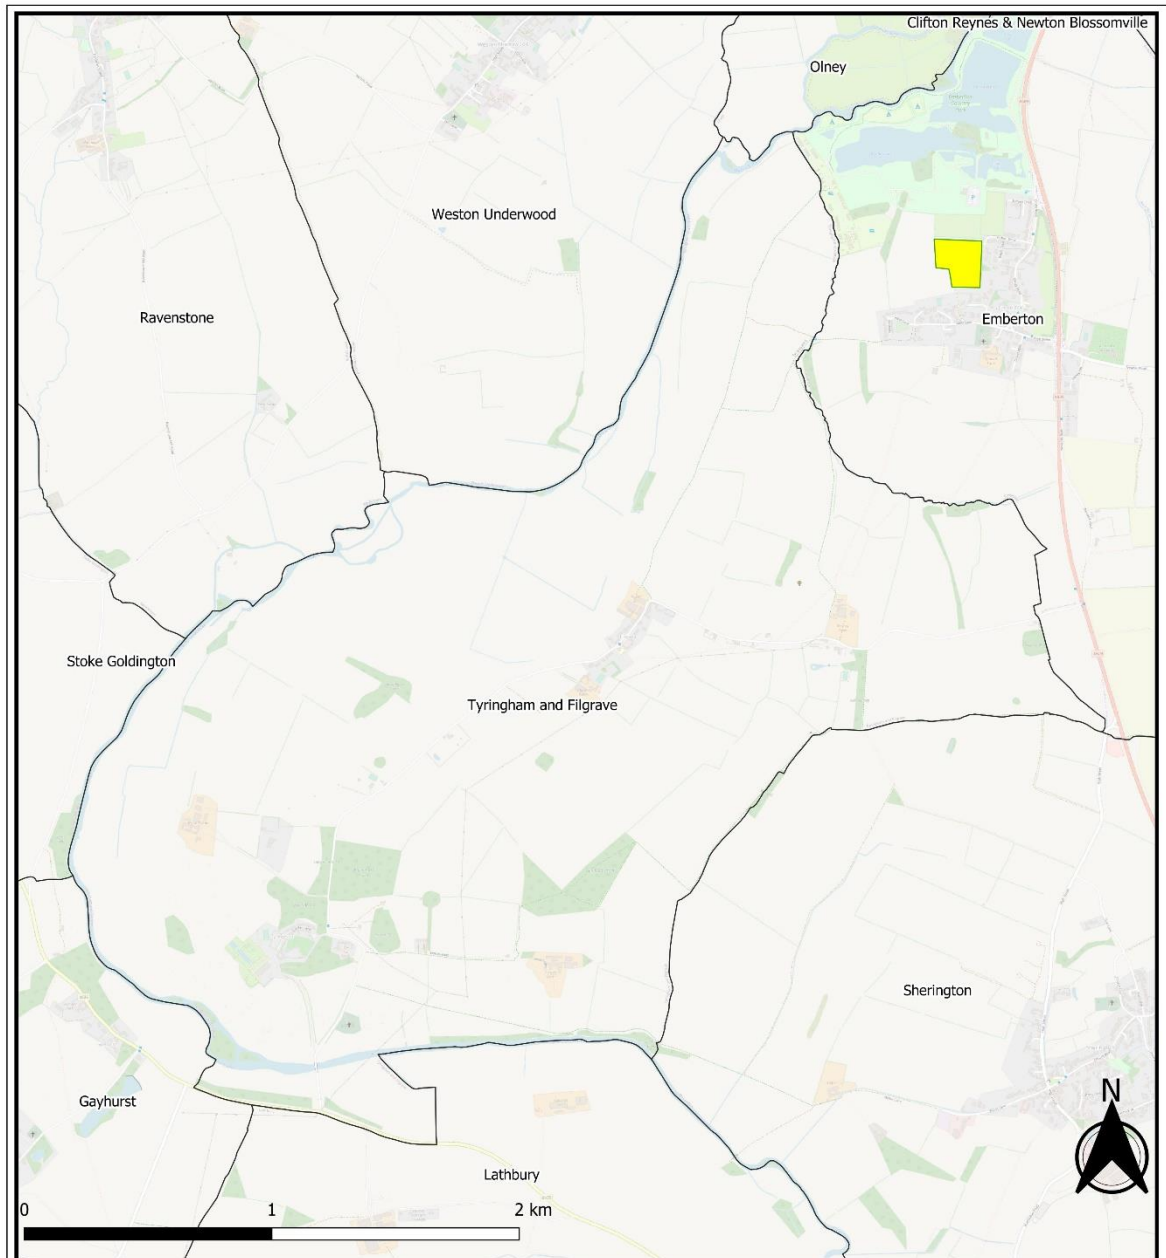 Clifton Reynes & Newton Blossomville
Olney
Weston Underwood
Ravenstone
Emberton
Stoke Goldington
Tyringham and Filgrave
Sherington
Gayhurst
Lathbury
N
0 1 2 km